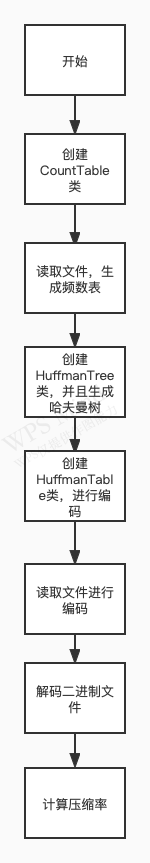 开始
创建
CountTable
类
读取文件，生
成频数表
创建
HuffmanTree
类，并且生成
哈夫曼树
创建
HuffmanTabl
e类，进行编
码
读取文件进行
编码
解码二进制文
件
计算压缩率